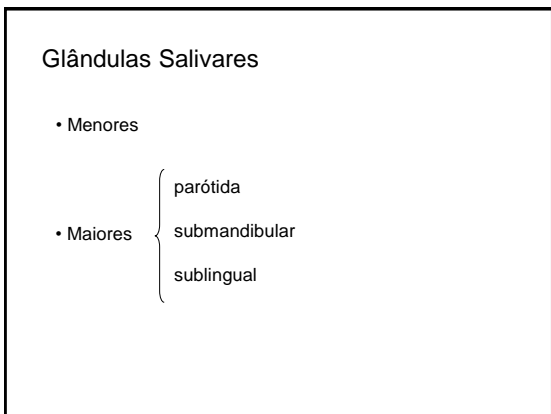 Glândulas Salivares
• Menores
parótida
• Maiores
submandibular
sublingual